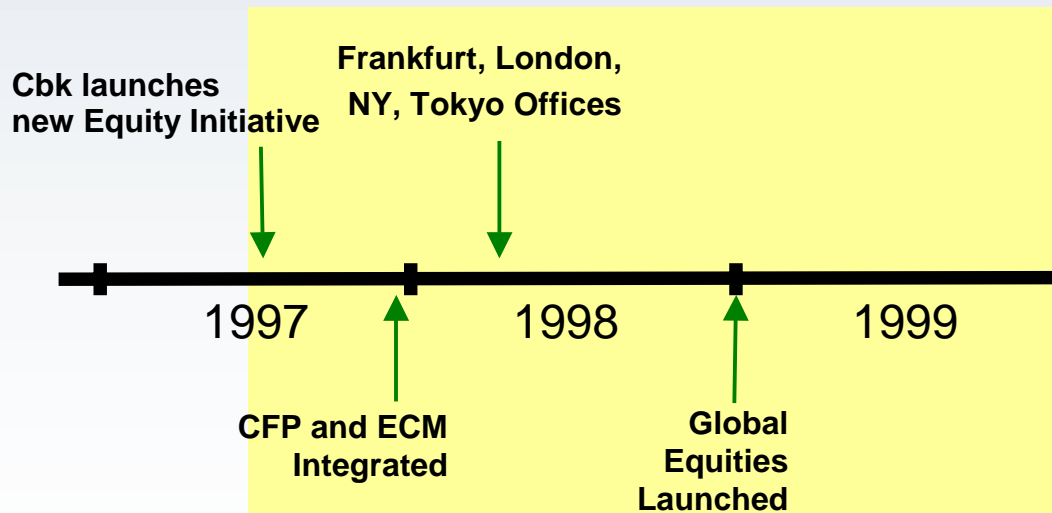 Cbk launches
new Equity Initiative
Frankfurt, London,
NY, Tokyo Offices
1997
1998
1999
CFP and ECM
Integrated
Global
Equities
Launched